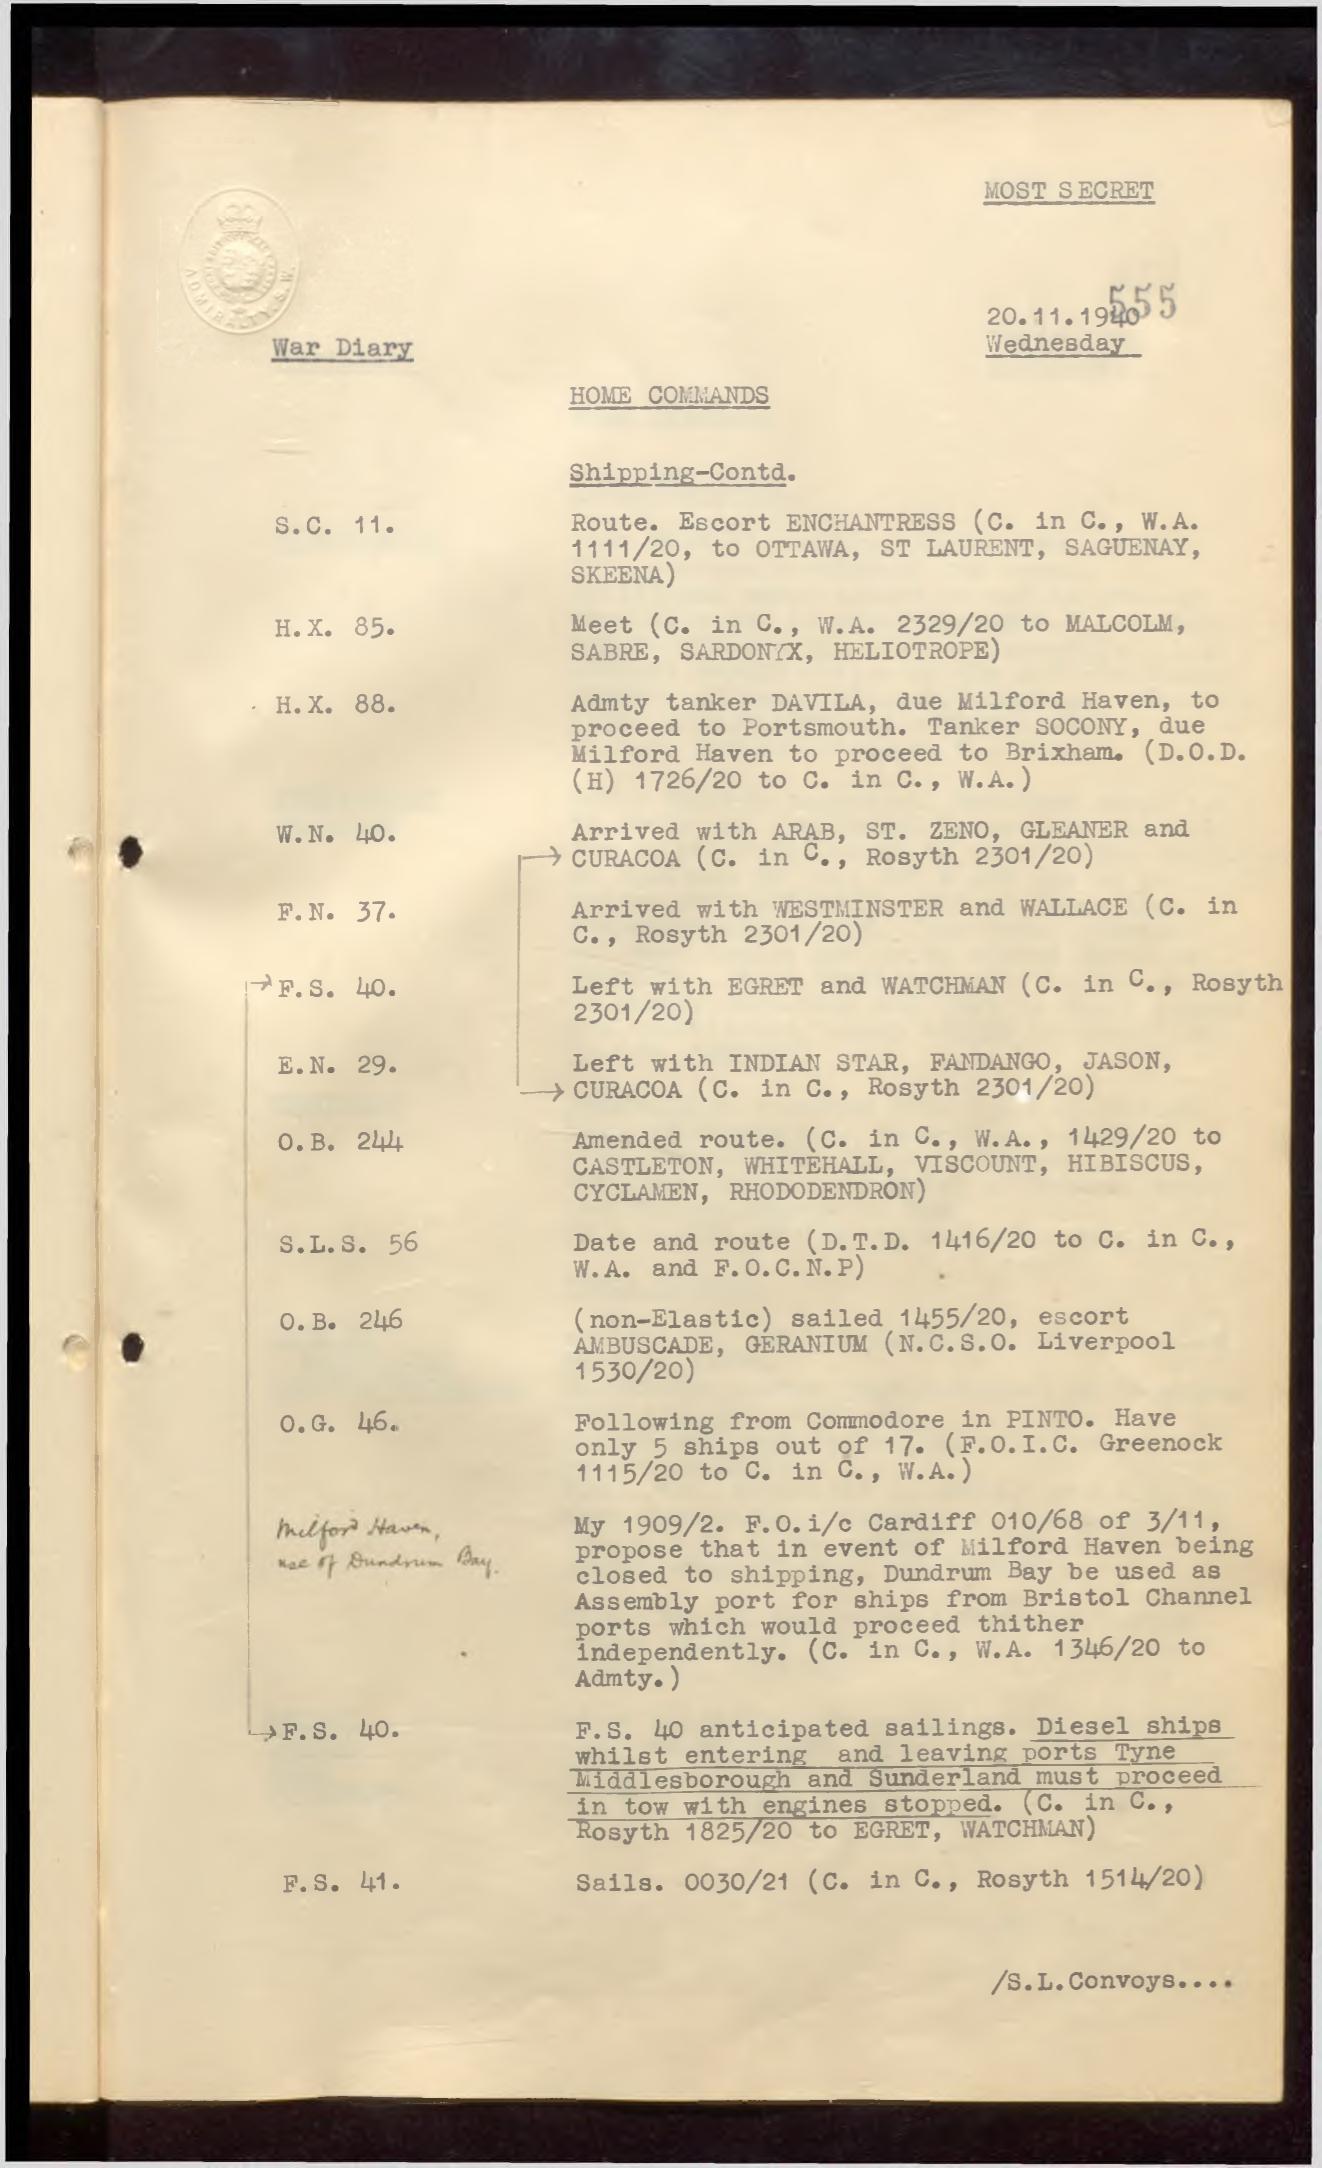 MOST SECRET
ADMIRALTY. S.W.
555
20.11.1940
War Diary
Wednesday
HOME COMMANDS
Shipping-Contd.
S.C. 11. Route. Escort ENCHANTRESS (C. in C., W.A.
1111/20, to OTTAWA, ST LAURENT, SAGUENAY,
SKEENA)
H.X. 85. Meet (C. in C., W.A. 2329/20 to MALCOLM,
SABRE, SARDONYX, HELIOTROPE)
H.X. 88. Admty tanker DAVILA, due Milford Haven, to
proceed to Portsmouth. Tanker SOCONY, due
Milford Haven to proceed to Brixham. (D.O.D.
(H) 1726/20 to C. in C., W.A.)
W.N. 40. Arrived with ARAB, ST. ZENO, GLEANER and
CURACOA (C. in C., Rosyth 2301/20)
F.N. 37. Arrived with WESTMINSTER and WALLACE (C. in
C., Rosyth 2301/20)
F.S. 40. Left with EGRET and WATCHMAN (C. in C., Rosyth
2301/20)
E.N. 29. Left with INDIAN STAR, FANDANGO, JASON,
CURACOA (C. in C., Rosyth 2301/20)
O.B. 244 Amended route. (C. in C., W.A., 1429/20 to
CASTLETON, WHITEHALL, VISCOUNT, HIBISCUS,
CYCLAMEN, RHODODENDRON)
S.L.S. 56 Date and route (D.T.D. 1416/20 to C. in C.,
W.A. and F.O.C.N.P)
O.B. 246 (non-Elastic) sailed 1455/20, escort
AMBUSCADE, GERANIUM (N.C.S.O. Liverpool
1530/20)
O.G. 46. Following from Commodore in PINTO. Have
only 5 ships out of 17. (F.O.I.C. Greenock
1115/20 to C. in C., W.A.)
Milford Haven, My 1909/2. F.O.i/c Cardiff 010/68 of 3/11,
use of Dundrum Bay. propose that in event of Milford Haven being
closed to shipping, Dundrum Bay be used as
Assembly port for ships from Bristol Channel
ports which would proceed thither
independently. (C. in C., W.A. 1346/20 to
Admty.)
F.S. 40. F.S. 40 anticipated sailings. Diesel ships
whilst entering and leaving ports Tyne
Middlesborough and Sunderland must proceed
in tow with engines stopped. (C. in C.,
Rosyth 1825/20 to EGRET, WATCHMAN)
F.S. 41. Sails. 0030/21 (C. in C., Rosyth 1514/20)
/S.L.Convoys....